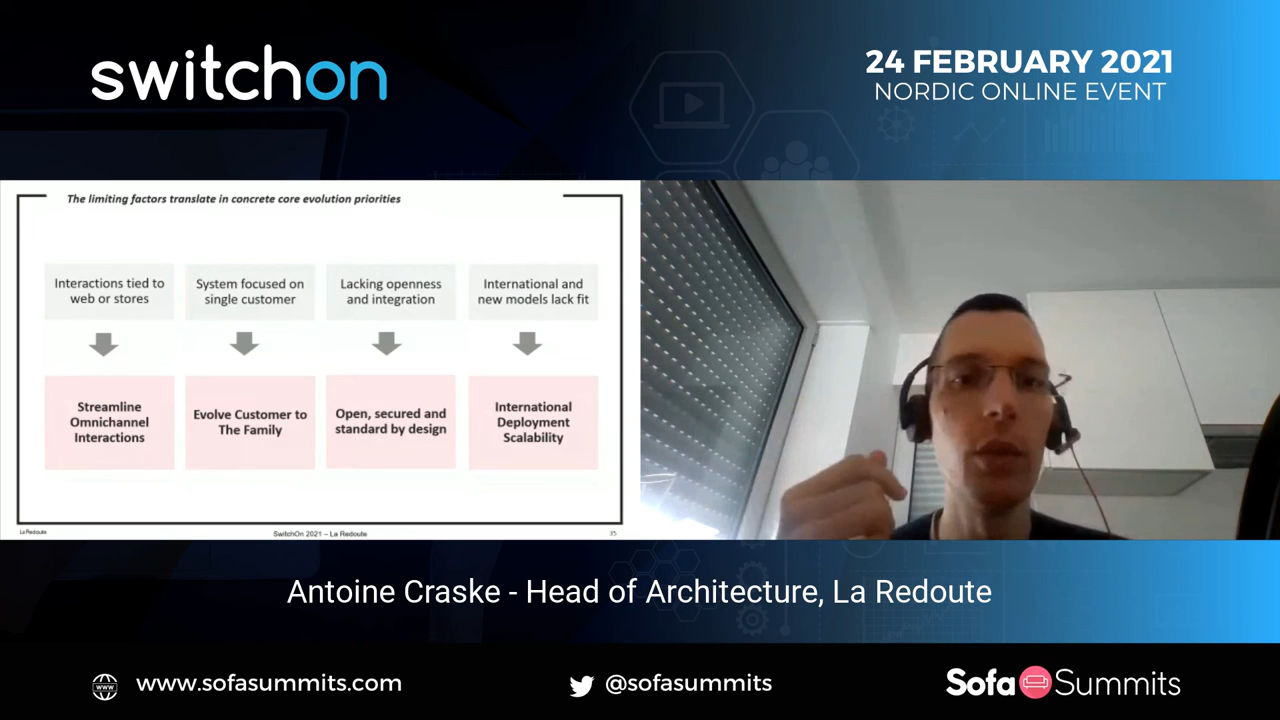 switchon
24 FEBRUARY 2021
NORDIC ONLINE EVENT
The limiting factors translate in concrete core evolution priorities
Interactions tied to
web or stores
System focused on
single customer
Lacking openness
and integration
International and
new models lack fit
Streamline
Omnichannel
Interactions
Evolve Customer to
The Family
Open, secured and
standard by design
International
Deployment
Scalability
La Redoute
SwitchOn 2021 – La Redoute
35
Antoine Craske - Head of Architecture, La Redoute
WWW
www.sofasummits.com
@sofasummits
Sofa Summits